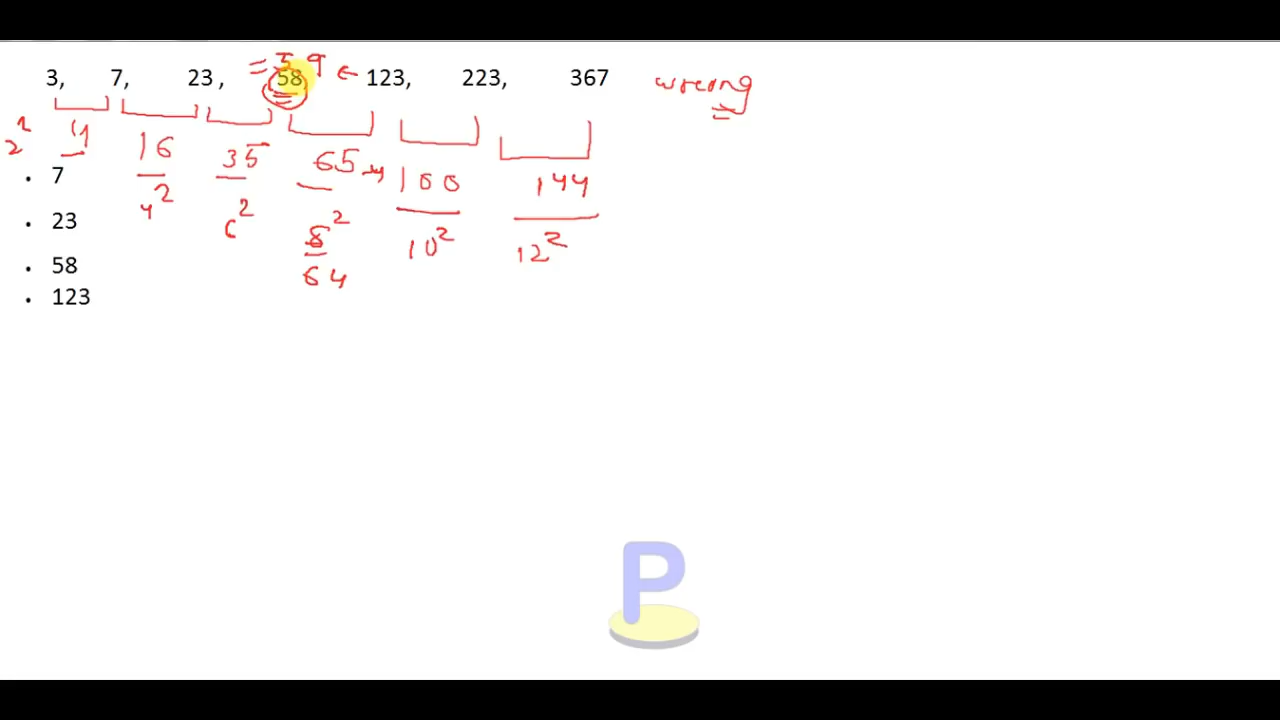 = 59 ←
3, 7, 23 , 58, 123, 223, 367 wrong
2² 4 16 35 65 → 100 144
. 7
4² 6² 8² 10² 12²
. 23
. 58 64
. 123
P